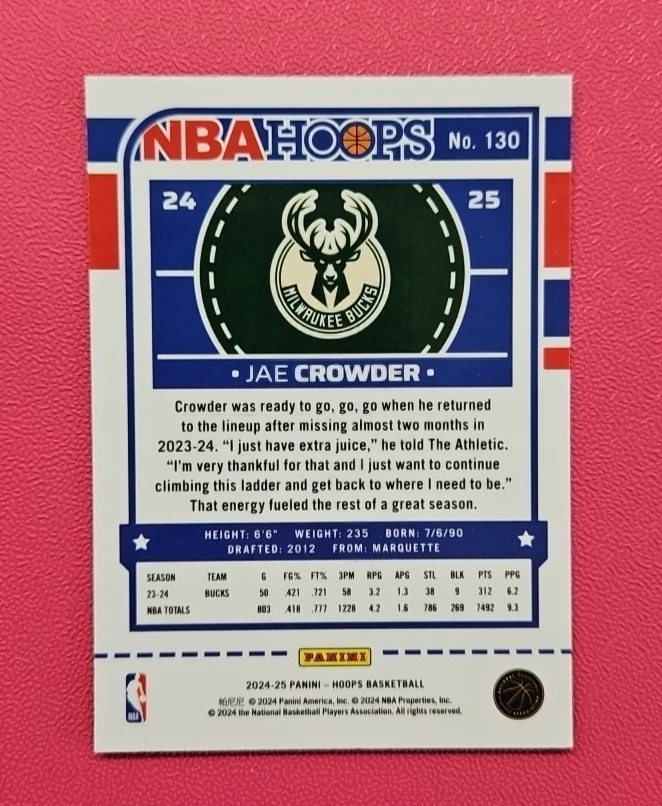 NBA HOOPS No. 130
24 25
MILWAUKEE BUCKS
• JAE CROWDER •
Crowder was ready to go, go, go when he returned
to the lineup after missing almost two months in
2023-24. “I just have extra juice,” he told The Athletic.
“I’m very thankful for that and I just want to continue
climbing this ladder and get back to where I need to be.”
That energy fueled the rest of a great season.
HEIGHT: 6'6" WEIGHT: 235 BORN: 7/6/90
DRAFTED: 2012 FROM: MARQUETTE
SEASON TEAM G FG% FT% 3PM RPG APG STL BLK PTS PPG
23-24 BUCKS 50 .421 .721 58 3.2 1.3 38 9 312 6.2
NBA TOTALS 803 .418 .777 1228 4.2 1.6 786 269 7492 9.3
PANINI
2024-25 PANINI – HOOPS BASKETBALL
帕尼尼 © 2024 Panini America, Inc. © 2024 NBA Properties, Inc.
© 2024 the National Basketball Players Association. All rights reserved.
NBA